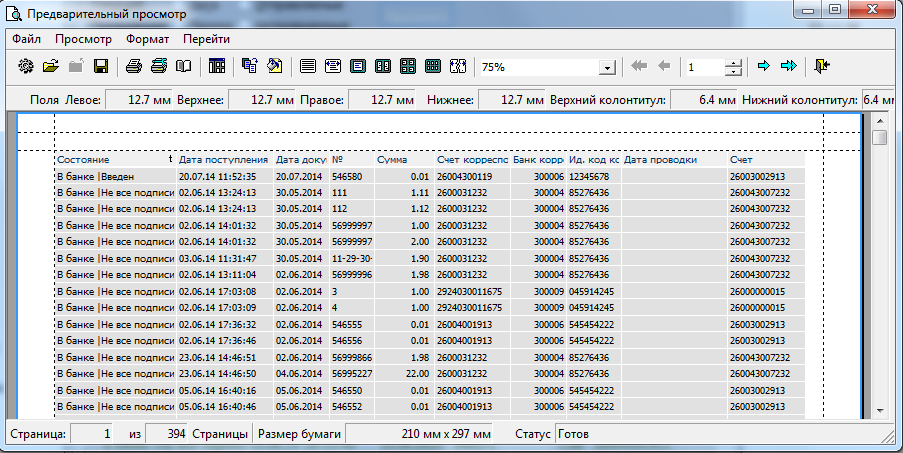 Предварительный просмотр
Файл Просмотр Формат Перейти
75% 1
Поля Левое: 12.7 мм Верхнее: 12.7 мм Правое: 12.7 мм Нижнее: 12.7 мм Верхний колонтитул: 6.4 мм Нижний колонтитул: 6.4 мм
Состояние t Дата поступления Дата доку № Сумма Счет корреспо Банк корр Ид. код кс Дата проводки Счет
В банке |Введен 20.07.14 11:52:35 20.07.2014 546580 0.01 26004300119 300006 12345678 26003002913
В банке |Не все подписи 02.06.14 13:24:13 30.05.2014 111 1.11 2600031232 300004 85276436 260043007232
В банке |Не все подписи 02.06.14 13:24:13 30.05.2014 112 1.12 2600031232 300004 85276436 260043007232
В банке |Не все подписи 02.06.14 14:01:32 30.05.2014 56999997 1.00 2600031232 300004 85276436 260043007232
В банке |Не все подписи 02.06.14 14:01:32 30.05.2014 56999997 2.00 2600031232 300004 85276436 260043007232
В банке |Не все подписи 03.06.14 11:31:47 30.05.2014 11-29-30- 1.90 2600031232 300004 85276436 260043007232
В банке |Не все подписи 02.06.14 13:11:04 02.06.2014 56999996 1.98 2600031232 300004 85276436 260043007232
В банке |Не все подписи 02.06.14 17:03:08 02.06.2014 3 1.00 2924030011675 300009 045914245 26000000015
В банке |Не все подписи 02.06.14 17:03:09 02.06.2014 4 1.00 2924030011675 300009 045914245 26000000015
В банке |Не все подписи 02.06.14 17:36:32 02.06.2014 546555 0.01 26004001913 300006 545454222 26003002913
В банке |Не все подписи 02.06.14 17:36:46 02.06.2014 546556 0.01 26004001913 300006 545454222 26003002913
В банке |Не все подписи 23.06.14 14:46:51 02.06.2014 56999866 1.98 2600031232 300004 85276436 260043007232
В банке |Не все подписи 23.06.14 14:46:50 04.06.2014 56995227 22.00 2600031232 300004 85276436 260043007232
В банке |Не все подписи 05.06.14 16:40:16 05.06.2014 546550 0.01 26004001913 300006 545454222 26003002913
В банке |Не все подписи 05.06.14 16:40:46 05.06.2014 546552 0.01 26004001913 300006 545454222 26003002913
Страница: 1 из 394 Страницы Размер бумаги 210 мм x 297 мм Статус Готов